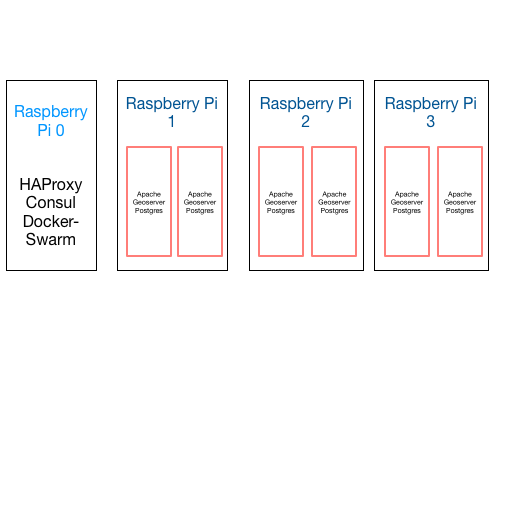 Raspberry
Pi 0
HAProxy
Consul
Docker-
Swarm
Raspberry Pi
1
Apache
Geoserver
Postgres
Apache
Geoserver
Postgres
Raspberry Pi
2
Apache
Geoserver
Postgres
Apache
Geoserver
Postgres
Raspberry Pi
3
Apache
Geoserver
Postgres
Apache
Geoserver
Postgres